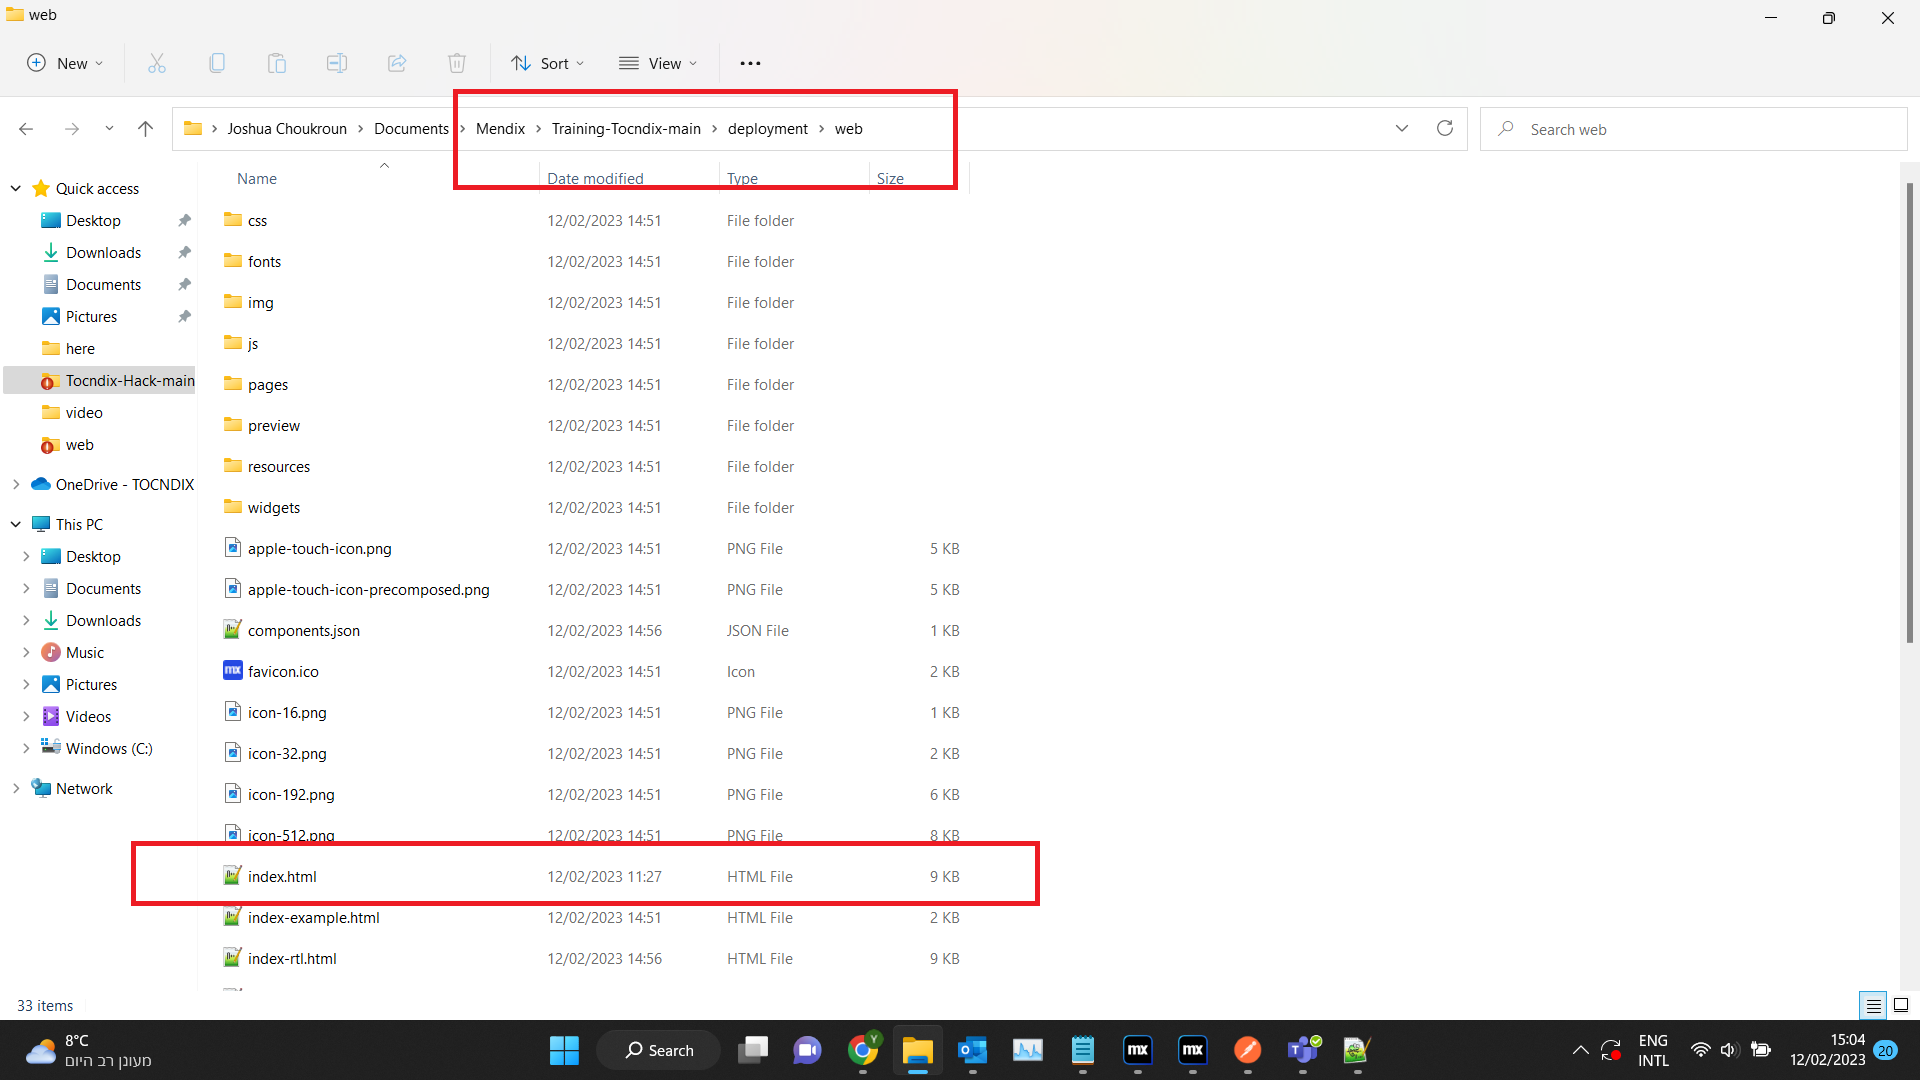 web
New
Sort
View
Joshua Choukroun
Documents
Mendix
Training-Tocndix-main
deployment
web
Search web
Name
Date modified
Type
Size
Quick access
Desktop
Downloads
Documents
Pictures
here
Tocndix-Hack-main
video
web
OneDrive - TOCNDIX
This PC
Desktop
Documents
Downloads
Music
Pictures
Videos
Windows (C:)
Network
css 12/02/2023 14:51 File folder
fonts 12/02/2023 14:51 File folder
img 12/02/2023 14:51 File folder
js 12/02/2023 14:51 File folder
pages 12/02/2023 14:51 File folder
preview 12/02/2023 14:51 File folder
resources 12/02/2023 14:51 File folder
widgets 12/02/2023 14:51 File folder
apple-touch-icon.png 12/02/2023 14:51 PNG File 5 KB
apple-touch-icon-precomposed.png 12/02/2023 14:51 PNG File 5 KB
components.json 12/02/2023 14:56 JSON File 1 KB
favicon.ico 12/02/2023 14:51 Icon 2 KB
icon-16.png 12/02/2023 14:51 PNG File 1 KB
icon-32.png 12/02/2023 14:51 PNG File 2 KB
icon-192.png 12/02/2023 14:51 PNG File 6 KB
icon-512.png 12/02/2023 14:51 PNG File 8 KB
index.html 12/02/2023 11:27 HTML File 9 KB
index-example.html 12/02/2023 14:51 HTML File 2 KB
index-rtl.html 12/02/2023 14:56 HTML File 9 KB
33 items
8°C
מעונן רב היום
Search
Y
mx
mx
ENG
INTL
15:04
12/02/2023
20